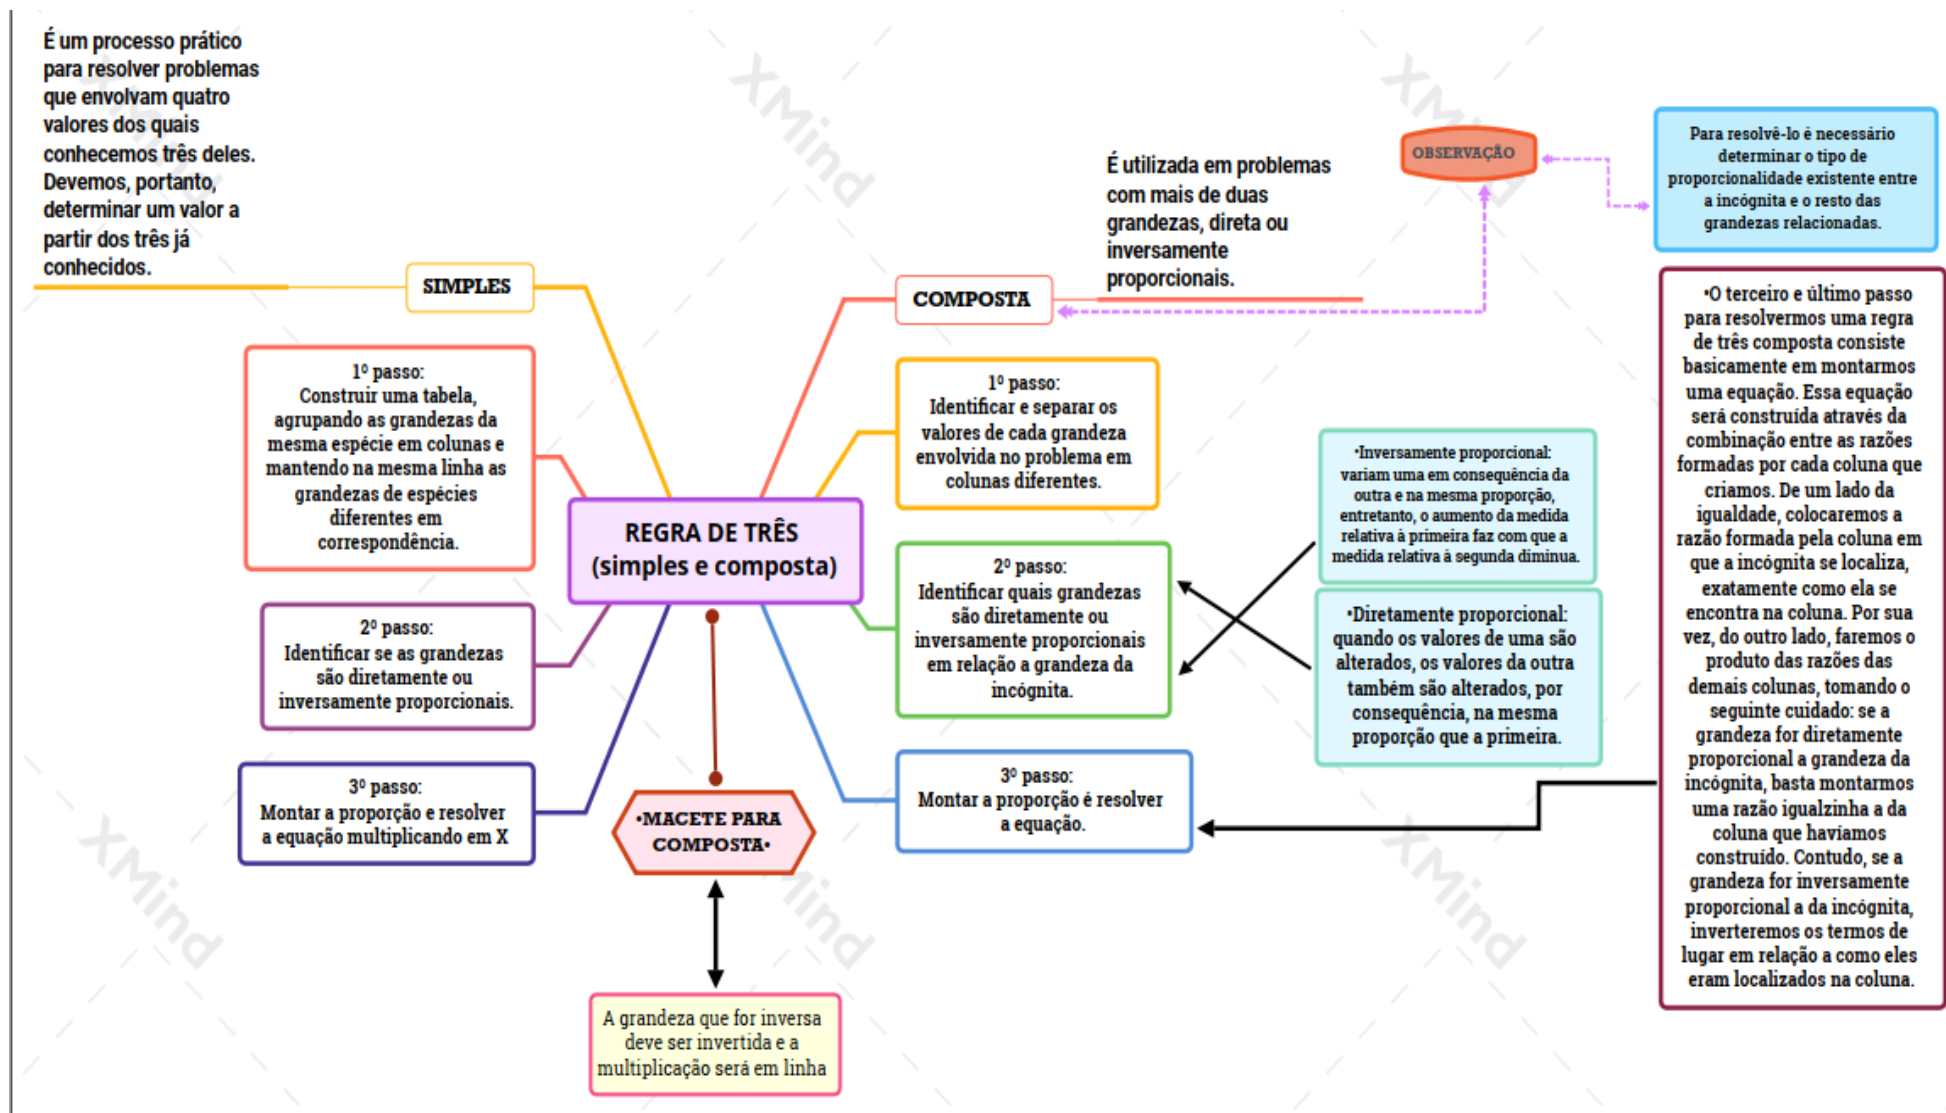 É um processo prático
para resolver problemas
que envolvam quatro
valores dos quais
conhecemos três deles.
Devemos, portanto,
determinar um valor a
partir dos três já
conhecidos.
SIMPLES
1º passo:
Construir uma tabela,
agrupando as grandezas da
mesma espécie em colunas e
mantendo na mesma linha as
grandezas de espécies
diferentes em
correspondência.
2º passo:
Identificar se as grandezas
são diretamente ou
inversamente proporcionais.
3º passo:
Montar a proporção e resolver
a equação multiplicando em X
REGRA DE TRÊS
(simples e composta)
•MACETE PARA
COMPOSTA•
A grandeza que for inversa
deve ser invertida e a
multiplicação será em linha
COMPOSTA
É utilizada em problemas
com mais de duas
grandezas, direta ou
inversamente
proporcionais.
OBSERVAÇÃO
Para resolvê-lo é necessário
determinar o tipo de
proporcionalidade existente entre
a incógnita e o resto das
grandezas relacionadas.
1º passo:
Identificar e separar os
valores de cada grandeza
envolvida no problema em
colunas diferentes.
2º passo:
Identificar quais grandezas
são diretamente ou
inversamente proporcionais
em relação a grandeza da
incógnita.
•Inversamente proporcional:
variam uma em consequência da
outra e na mesma proporção,
entretanto, o aumento da medida
relativa à primeira faz com que a
medida relativa à segunda diminua.
•Diretamente proporcional:
quando os valores de uma são
alterados, os valores da outra
também são alterados, por
consequência, na mesma
proporção que a primeira.
3º passo:
Montar a proporção é resolver
a equação.
•O terceiro e último passo
para resolvermos uma regra
de três composta consiste
basicamente em montarmos
uma equação. Essa equação
será construída através da
combinação entre as razões
formadas por cada coluna que
criamos. De um lado da
igualdade, colocaremos a
razão formada pela coluna em
que a incógnita se localiza,
exatamente como ela se
encontra na coluna. Por sua
vez, do outro lado, faremos o
produto das razões das
demais colunas, tomando o
seguinte cuidado: se a
grandeza for diretamente
proporcional a grandeza da
incógnita, basta montarmos
uma razão igualzinha a da
coluna que havíamos
construído. Contudo, se a
grandeza for inversamente
proporcional a da incógnita,
inverteremos os termos de
lugar em relação a como eles
eram localizados na coluna.
XMind
XMind
XMind
XMind
XMind
XMind